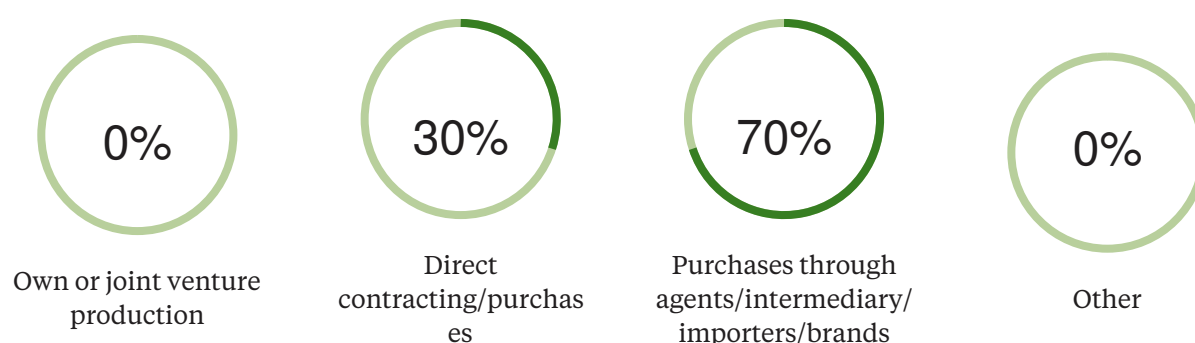 0%
Own or joint venture
production
30%
Direct
contracting/purchas
es
70%
Purchases through
agents/intermediary/
importers/brands
0%
Other